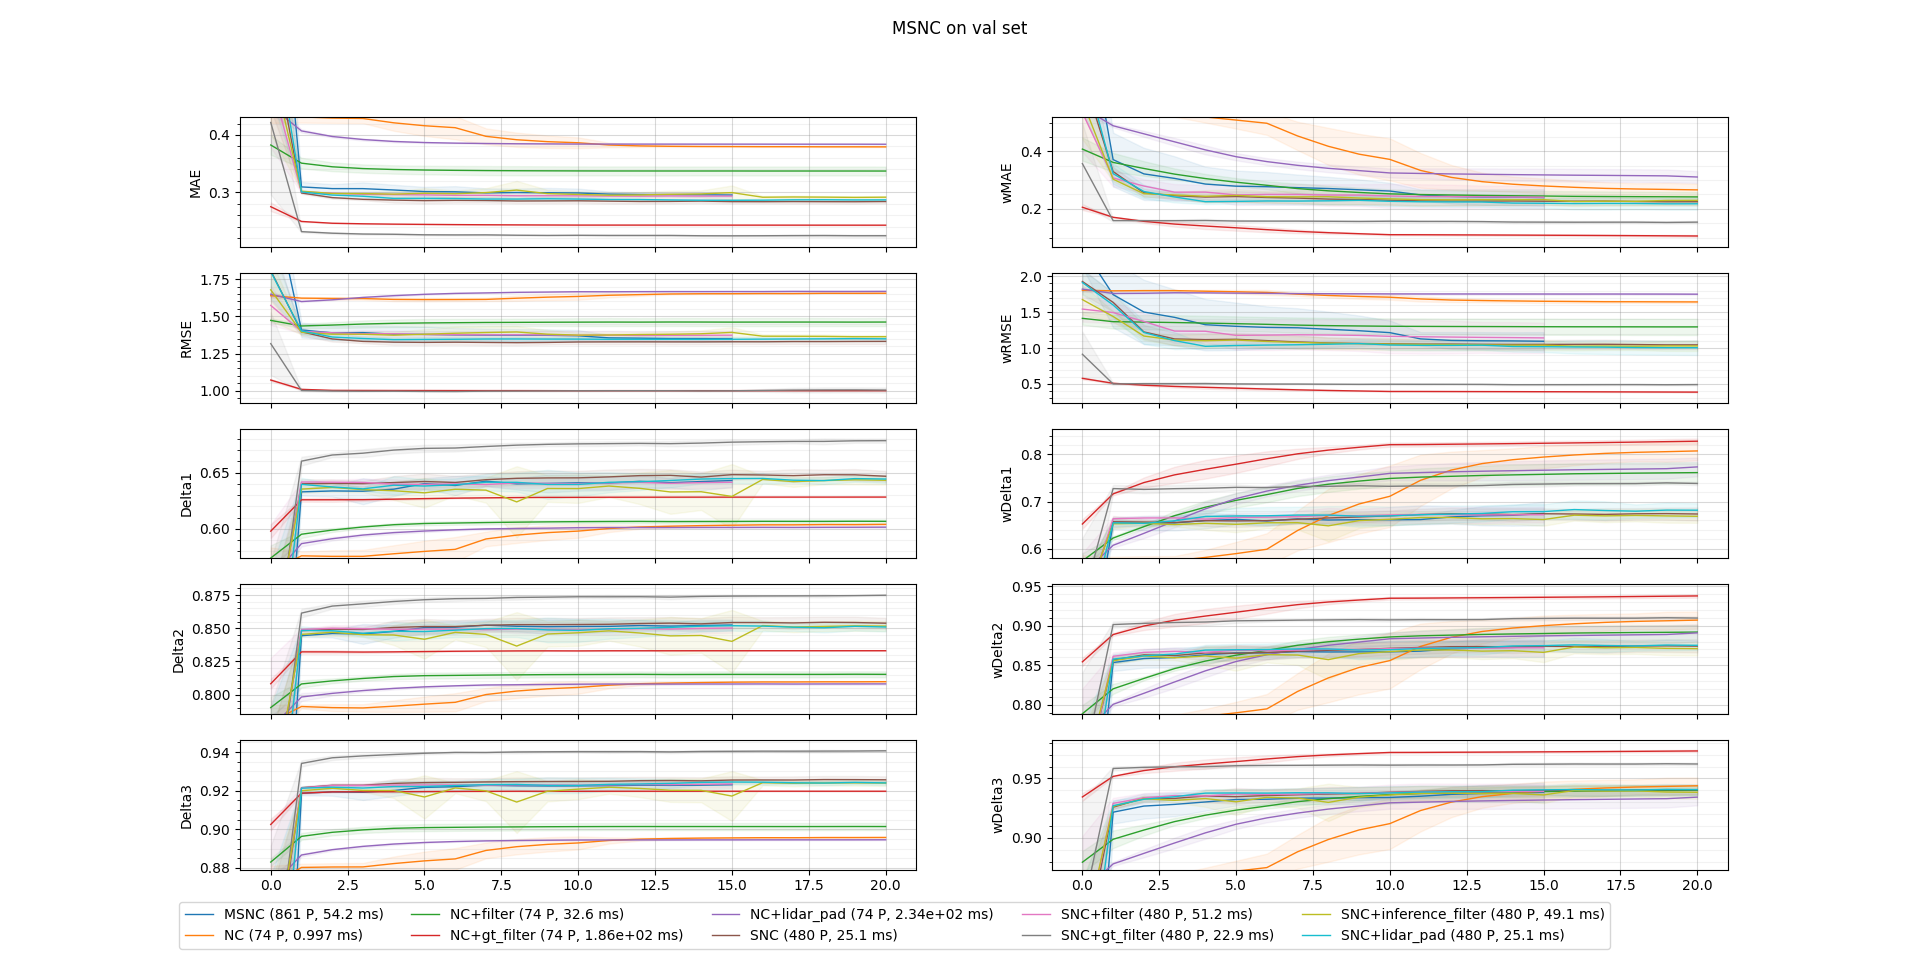 MSNC on val set
0.4
0.3
MAE
0.4
0.2
wMAE
1.75
1.50
1.25
1.00
RMSE
2.0
1.5
1.0
0.5
wRMSE
0.65
0.60
Delta1
0.8
0.7
0.6
wDelta1
0.875
0.850
0.825
0.800
Delta2
0.95
0.90
0.85
0.80
wDelta2
0.94
0.92
0.90
0.88
Delta3
0.95
0.90
wDelta3
0.0 2.5 5.0 7.5 10.0 12.5 15.0 17.5 20.0
0.0 2.5 5.0 7.5 10.0 12.5 15.0 17.5 20.0
MSNC (861 P, 54.2 ms)
NC (74 P, 0.997 ms)
NC+filter (74 P, 32.6 ms)
NC+gt_filter (74 P, 1.86e+02 ms)
NC+lidar_pad (74 P, 2.34e+02 ms)
SNC (480 P, 25.1 ms)
SNC+filter (480 P, 51.2 ms)
SNC+gt_filter (480 P, 22.9 ms)
SNC+inference_filter (480 P, 49.1 ms)
SNC+lidar_pad (480 P, 25.1 ms)